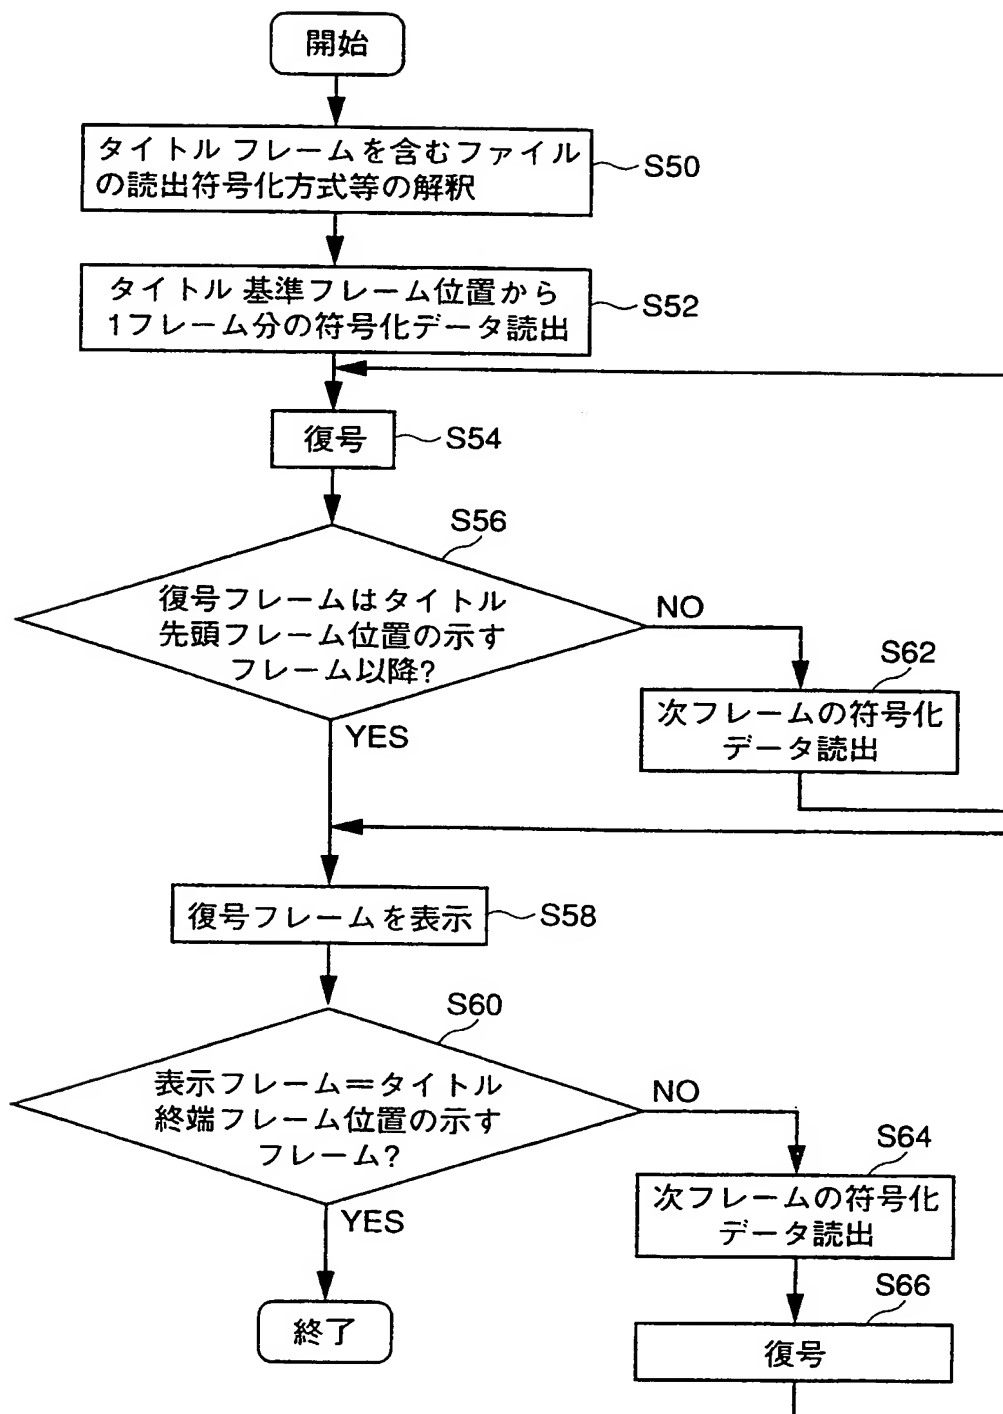 開始
タイトル フレームを含むファイル
の読出符号化方式等の解釈
S50
タイトル 基準フレーム位置から
1フレーム分の符号化データ読出
S52
復号
S54
S56
復号フレームはタイトル
先頭フレーム位置の示す
フレーム以降?
NO
YES
S62
次フレームの符号化
データ読出
復号フレームを表示
S58
S60
表示フレーム=タイトル
終端フレーム位置の示す
フレーム?
NO
YES
S64
次フレームの符号化
データ読出
S66
復号
終了